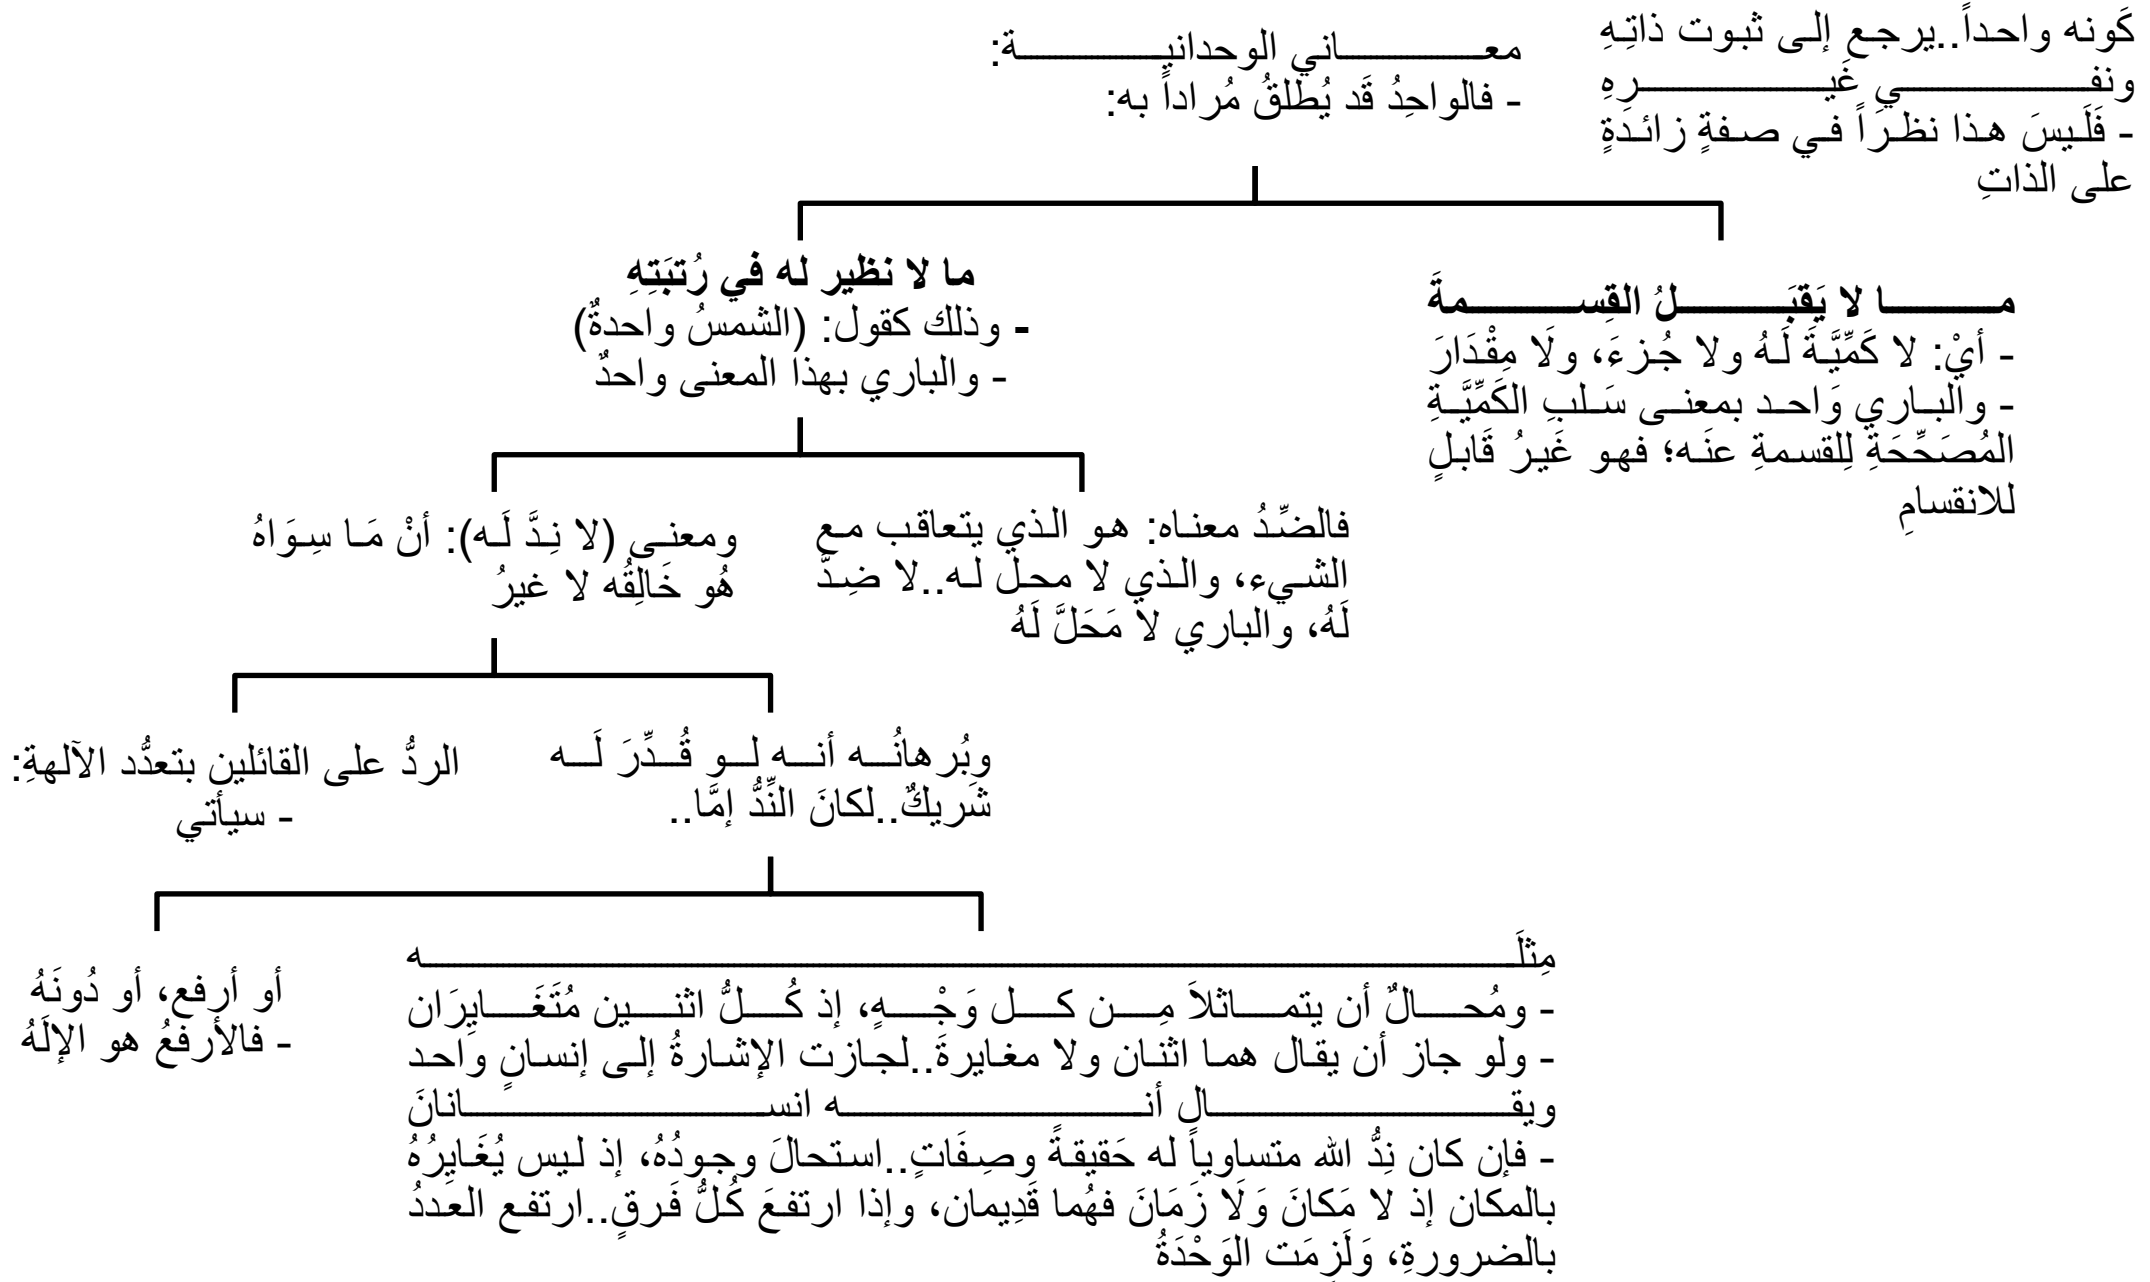 كَونه واحداً..يرجع إلى ثبوت ذاتِهِ
ونفي غَيرِهِ
- فَلَيسَ هذا نظرَاً في صفةٍ زائدَةٍ
على الذاتِ
معاني الوحدانية:
- فالواحِدُ قَد يُطلقُ مُراداً به:
ما لا يَقبَلُ القِسمةَ
- أيْ: لا كَمِّيَّةَ لَهُ ولا جُزءَ، ولَا مِقْدَارَ
- والباري وَاحد بمعنى سَلبِ الكَمِّيَّةِ
المُصَحِّحَةِ لِلقسمةِ عنَه؛ فهو غَيرُ قَابلٍ
للانقسامِ
ما لا نظير له في رُتبَتِهِ
- وذلك كقول: (الشمسُ واحدةٌ)
- والباري بهذا المعنى واحدٌ
فالضِّدُ معناه: هو الذي يتعاقب مع
الشيء، والذي لا محل له..لا ضِدَّ
لَهُ، والباري لا مَحَلَّ لَهُ
ومعنى (لا نِدَّ لَه): أنْ مَا سِوَاهُ
هُو خَالِقُه لا غيرُ
وبُرهانُه أنه لو قُدِّرَ لَه
شَريكٌ..لكانَ النِّدُّ إمَّا..
الردُّ على القائلين بتعدُّد الآلهةِ:
- سيأتي
مِثلَه
- ومُحالٌ أن يتماثلاَ مِن كل وَجْهٍ، إذ كُلُّ اثنين مُتَغَايِرَان
- ولو جاز أن يقال هما اثنان ولا مغايرةَ..لجازت الإشارةُ إلى إنسانٍ واحد
ويقال أنه انسانانَ
- فإن كان نِدُّ الله متساوياً له حَقيقةً وصِفَاتٍ..استحالَ وجودُهُ، إذ ليس يُغَايِرُهُ
بالمكان إذ لا مَكانَ وَلَا زَمَانَ فهُما قَدِيمان، وإذا ارتفعَ كُلُّ فَرقٍ..ارتفع العَددُ
بالضرورةِ، وَلَزِمَت الوَحْدَةُ
أو أرفع، أو دُونَهُ
- فالأرفعُ هو الإلَهُ